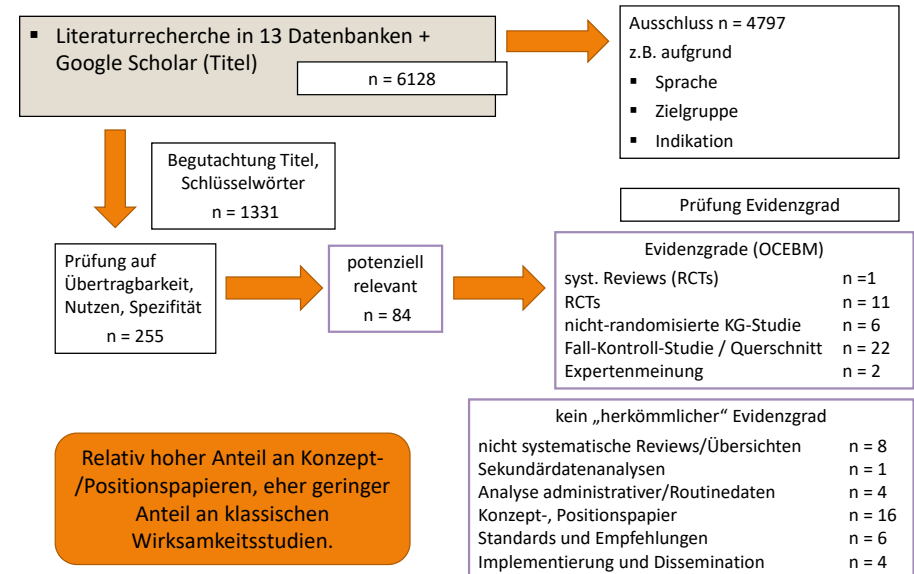 ▪ Literaturrecherche in 13 Datenbanken +
Google Scholar (Titel)
n = 6128
Ausschluss n = 4797
z.B. aufgrund
▪ Sprache
▪ Zielgruppe
▪ Indikation
Begutachtung Titel,
Schlüsselwörter
n = 1331
Prüfung auf
Übertragbarkeit,
Nutzen, Spezifität
n = 255
potenziell
relevant
n = 84
Prüfung Evidenzgrad
Evidenzgrade (OCEBM)
syst. Reviews (RCTs) n =1
RCTs n = 11
nicht-randomisierte KG-Studie n = 6
Fall-Kontroll-Studie / Querschnitt n = 22
Expertenmeinung n = 2
kein „herkömmlicher“ Evidenzgrad
nicht systematische Reviews/Übersichten n = 8
Sekundärdatenanalysen n = 1
Analyse administrativer/Routinedaten n = 4
Konzept-, Positionspapier n = 16
Standards und Empfehlungen n = 6
Implementierung und Dissemination n = 4
Relativ hoher Anteil an Konzept-
/Positionspapieren, eher geringer
Anteil an klassischen
Wirksamkeitsstudien.